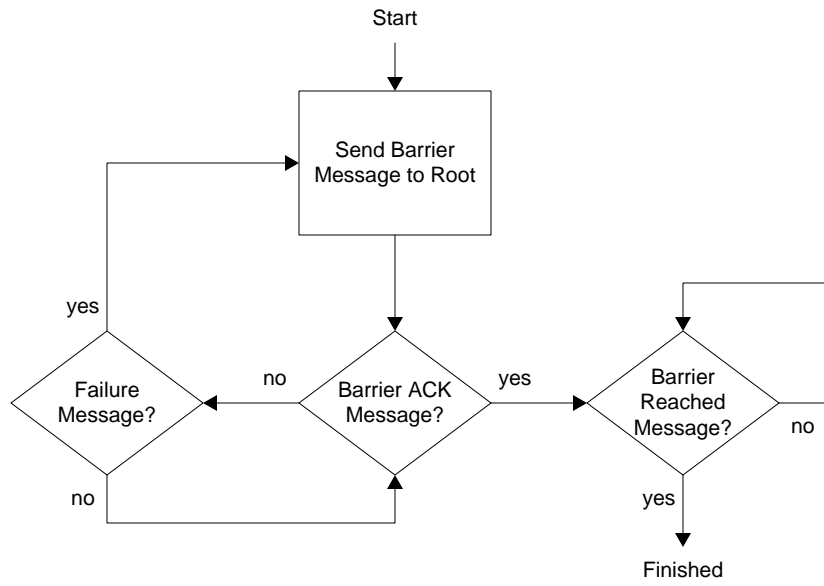 Start
Send Barrier
Message to Root
yes
Failure
Message?
no
Barrier ACK
Message?
yes
Barrier
Reached
Message?
no
no
yes
Finished